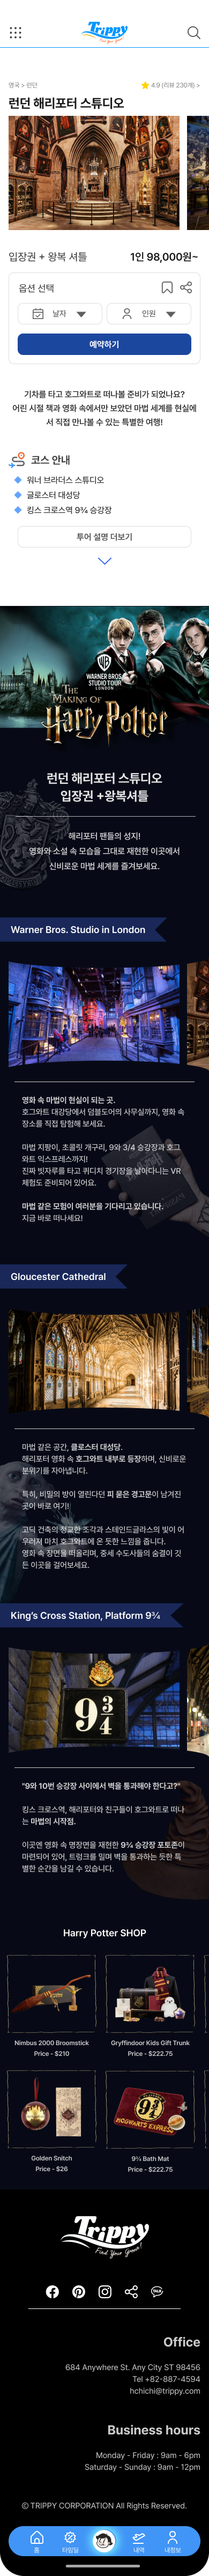 Trippy
Find Your Great!
영국 > 런던
4.9 (리뷰 230개) >
런던 해리포터 스튜디오
입장권 + 왕복 셔틀
1인 98,000원~
옵션 선택
날자
인원
예약하기
기차를 타고 호그와트로 떠나볼 준비가 되었나요?
어린 시절 책과 영화 속에서만 보았던 마법 세계를 현실에
서 직접 만나볼 수 있는 특별한 여행!
코스 안내
워너 브라더스 스튜디오
글로스터 대성당
킹스 크로스역 9¾ 승강장
투어 설명 더보기
WARNER BROS.
STUDIO TOUR
LONDON
THE
MAKING OF
Harry Potter
런던 해리포터 스튜디오
입장권 +왕복셔틀
해리포터 팬들의 성지!
영화와 소설 속 모습을 그대로 재현한 이곳에서
신비로운 마법 세계를 즐겨보세요.
Warner Bros. Studio in London
영화 속 마법이 현실이 되는 곳.
호그와트 대강당에서 덤블도어의 사무실까지, 영화 속
장소를 직접 탐험해 보세요.
마법 지팡이, 초콜릿 개구리, 9와 3/4 승강장과 호그
와트 익스프레스까지!
진짜 빗자루를 타고 퀴디치 경기장을 날아다니는 VR
체험도 준비되어 있어요.
마법 같은 모험이 여러분을 기다리고 있습니다.
지금 바로 떠나세요!
Gloucester Cathedral
마법 같은 공간, 글로스터 대성당.
해리포터 영화 속 호그와트 내부로 등장하며, 신비로운
분위기를 자아냅니다.
특히, 비밀의 방이 열린다던 피 묻은 경고문이 남겨진
곳이 바로 여기!
고딕 건축의 정교한 조각과 스테인드글라스의 빛이 어
우러져 마치 호그와트에 온 듯한 느낌을 줍니다.
영화 속 장면을 떠올리며, 중세 수도사들의 숨결이 깃
든 이곳을 걸어보세요.
King's Cross Station, Platform 9¾
9 3/4
"9와 10번 승강장 사이에서 벽을 통과해야 한다고?"
킹스 크로스역, 해리포터와 친구들이 호그와트로 떠나
는 마법의 시작점.
이곳엔 영화 속 명장면을 재현한 9¾ 승강장 포토존이
마련되어 있어, 트렁크를 밀며 벽을 통과하는 듯한 특
별한 순간을 남길 수 있습니다.
Harry Potter SHOP
Nimbus 2000 Broomstick
Price - $210
Gryffindor Kids Gift Trunk
Price - $222.75
9 3/4
HOGWARTS EXPRESS
Golden Snitch
Price - $26
9¾ Bath Mat
Price - $222.75
Trippy
Find Your Great!
TALK
Office
684 Anywhere St. Any City ST 98456
Tel +82-887-4594
hchichi@trippy.com
Business hours
Monday - Friday : 9am - 6pm
Saturday - Sunday : 9am - 12pm
© TRIPPY CORPORATION All Rights Served.
홈
타임딜
내역
내정보